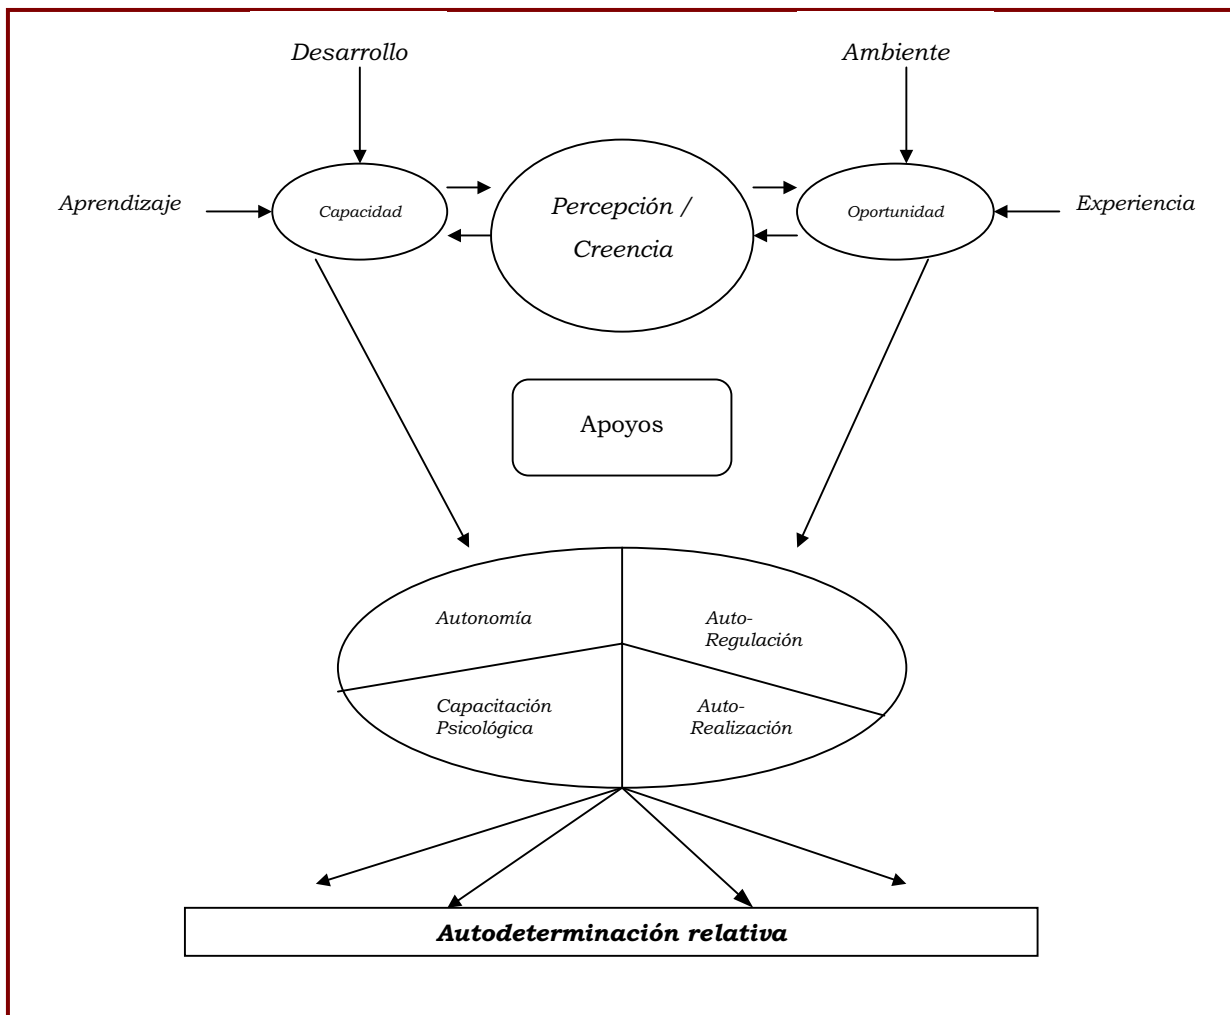 Desarrollo
Ambiente
Aprendizaje
Capacidad
Percepción /
Creencia
Oportunidad
Experiencia
Apoyos
Autonomía
Auto-
Regulación
Capacitación
Psicológica
Auto-
Realización
Autodeterminación relativa